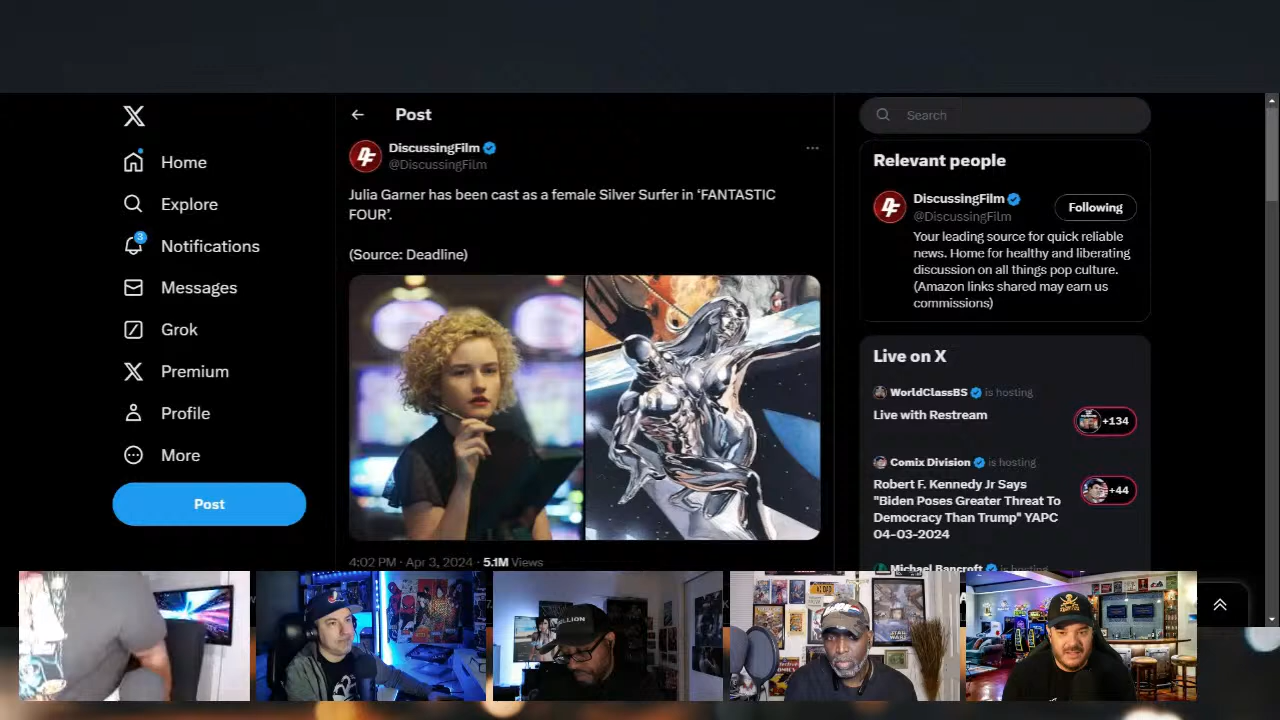 Post
Search
DiscussingFilm
@DiscussingFilm
Julia Garner has been cast as a female Silver Surfer in ‘FANTASTIC
FOUR’.
(Source: Deadline)
4:02 PM · Apr 3, 2024 · 5.1M Views
Home
Explore
3
Notifications
Messages
Grok
Premium
Profile
More
Post
Relevant people
DiscussingFilm
@DiscussingFilm
Following
Your leading source for quick reliable
news. Home for healthy and liberating
discussion on all things pop culture.
(Amazon links shared may earn us
commissions)
Live on X
WorldClassBS is hosting
Live with Restream
+134
Comix Division is hosting
Robert F. Kennedy Jr Says
"Biden Poses Greater Threat To
Democracy Than Trump" YAPC
04-03-2024
+44
Michael Bancroft is hosting